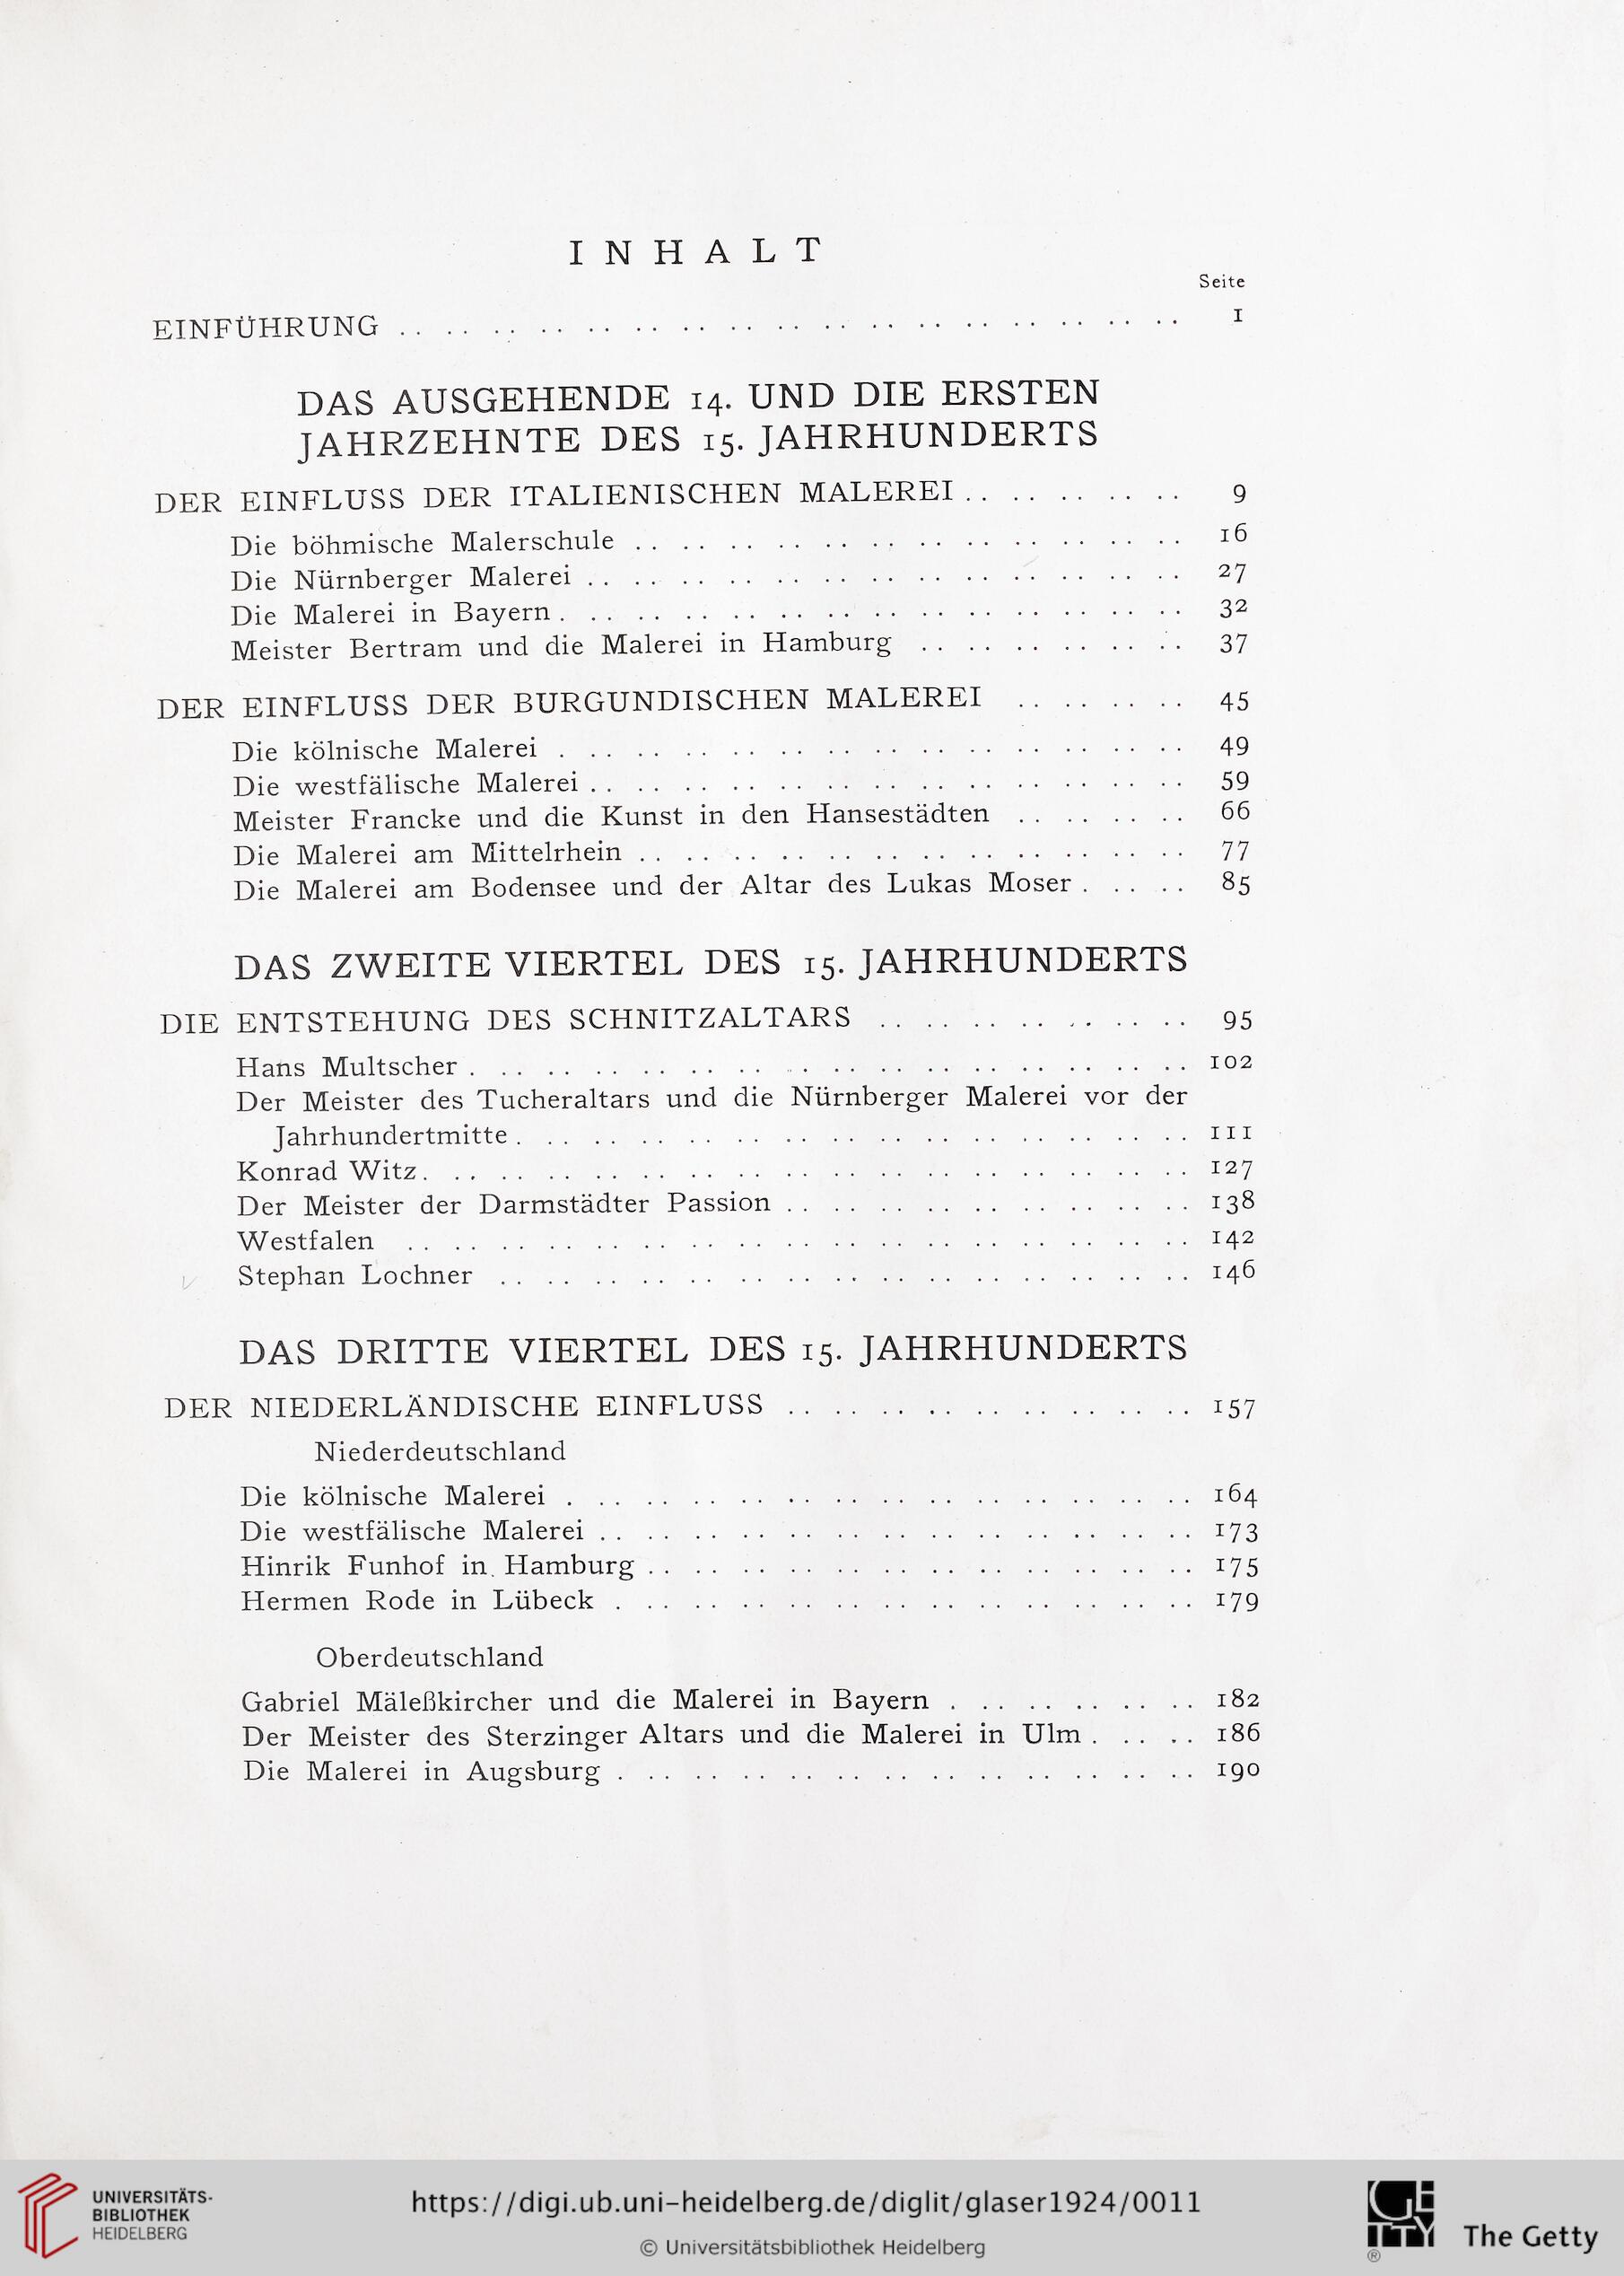 INHALT
Seite
EINFÜHRUNG . . . . . . . . . . . . . . . . . 1
DAS AUSGEHENDE 14. UND DIE ERSTEN
JAHRZEHNTE DES 15. JAHRHUNDERTS
DER EINFLUSS DER ITALIENISCHEN MALEREI . . . . . 9
Die böhmische Malerschule . . . . . . . . . . 16
Die Nürnberger Malerei . . . . . . . . . . 27
Die Malerei in Bayern . . . . . . . . . . 32
Meister Bertram und die Malerei in Hamburg . . . . . 37
DER EINFLUSS DER BURGUNDISCHEN MALEREI . . . . 45
Die kölnische Malerei . . . . . . . . . . 49
Die westfälische Malerei . . . . . . . . . . 59
Meister Francke und die Kunst in den Hansestädten . . . . 66
Die Malerei am Mittelrhein . . . . . . . . . . 77
Die Malerei am Bodensee und der Altar des Lukas Moser . . . 85
DAS ZWEITE VIERTEL DES 15. JAHRHUNDERTS
DIE ENTSTEHUNG DES SCHNITZALTARS . . . . . . 95
Hans Multscher . . . . . . . . . . 102
Der Meister des Tucheraltars und die Nürnberger Malerei vor der
Jahrhundertmitte . . . . . . . . . . 111
Konrad Witz . . . . . . . . . . 127
Der Meister der Darmstädter Passion . . . . . . . . 138
Westfalen . . . . . . . . . . 142
Stephan Lochner . . . . . . . . . . 146
DAS DRITTE VIERTEL DES 15. JAHRHUNDERTS
DER NIEDERLÄNDISCHE EINFLUSS . . . . . . . . 157
Niederdeutschland
Die kölnische Malerei . . . . . . . . . . 164
Die westfälische Malerei . . . . . . . . . . 173
Hinrik Funhof in Hamburg . . . . . . . . . . 175
Hermen Rode in Lübeck . . . . . . . . . . 179
Oberdeutschland
Gabriel Mäleßkircher und die Malerei in Bayern . . . . . 182
Der Meister des Sterzinger Altars und die Malerei in Ulm . . . 186
Die Malerei in Augsburg . . . . . . . . . . 190
UNIVERSITÄTS-
BIBLIOTHEK
HEIDELBERG
https://digi.ub.uni-heidelberg.de/diglit/glaser1924/0011
© Universitätsbibliothek Heidelberg
GETTY
®
The Getty